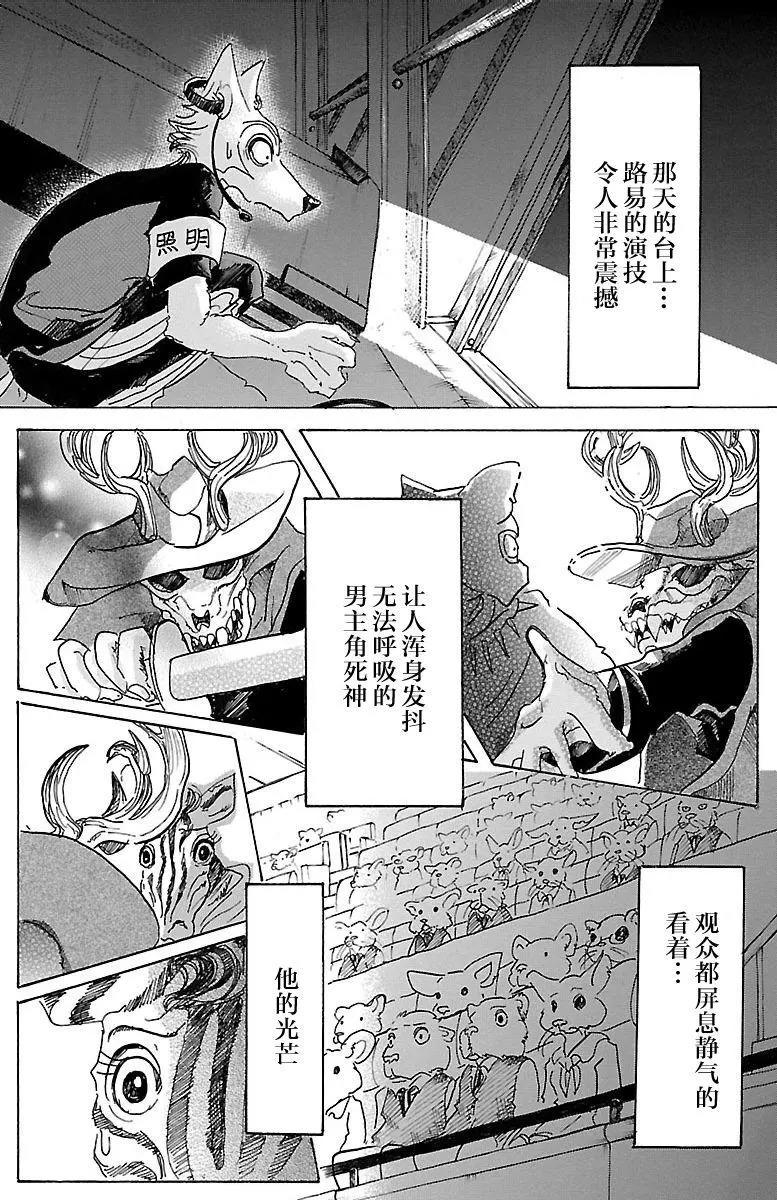 那天的台上…
路易的演技
令人非常震撼
照明
让人浑身发抖
无法呼吸的
男主角死神
观众都屏息静气的
看着…
他的光芒